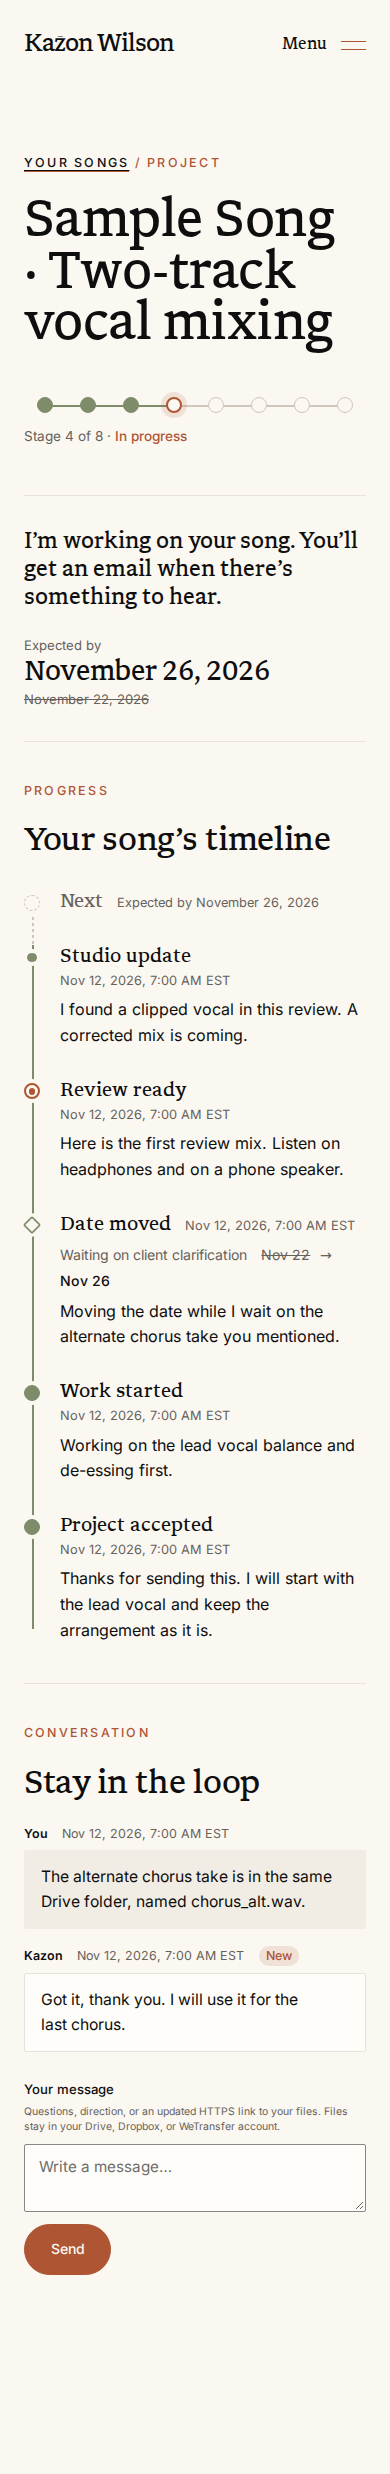 Kazon Wilson
Menu
YOUR SONGS / PROJECT
Sample Song
· Two-track
vocal mixing
Stage 4 of 8 · In progress
I’m working on your song. You’ll
get an email when there’s
something to hear.
Expected by
November 26, 2026
November 22, 2026
PROGRESS
Your song’s timeline
Next Expected by November 26, 2026
Studio update
Nov 12, 2026, 7:00 AM EST
I found a clipped vocal in this review. A
corrected mix is coming.
Review ready
Nov 12, 2026, 7:00 AM EST
Here is the first review mix. Listen on
headphones and on a phone speaker.
Date moved Nov 12, 2026, 7:00 AM EST
Waiting on client clarification Nov 22 →
Nov 26
Moving the date while I wait on the
alternate chorus take you mentioned.
Work started
Nov 12, 2026, 7:00 AM EST
Working on the lead vocal balance and
de-essing first.
Project accepted
Nov 12, 2026, 7:00 AM EST
Thanks for sending this. I will start with
the lead vocal and keep the
arrangement as it is.
CONVERSATION
Stay in the loop
You Nov 12, 2026, 7:00 AM EST
The alternate chorus take is in the same
Drive folder, named chorus_alt.wav.
Kazon Nov 12, 2026, 7:00 AM EST New
Got it, thank you. I will use it for the
last chorus.
Your message
Questions, direction, or an updated HTTPS link to your files. Files
stay in your Drive, Dropbox, or WeTransfer account.
Write a message...
Send